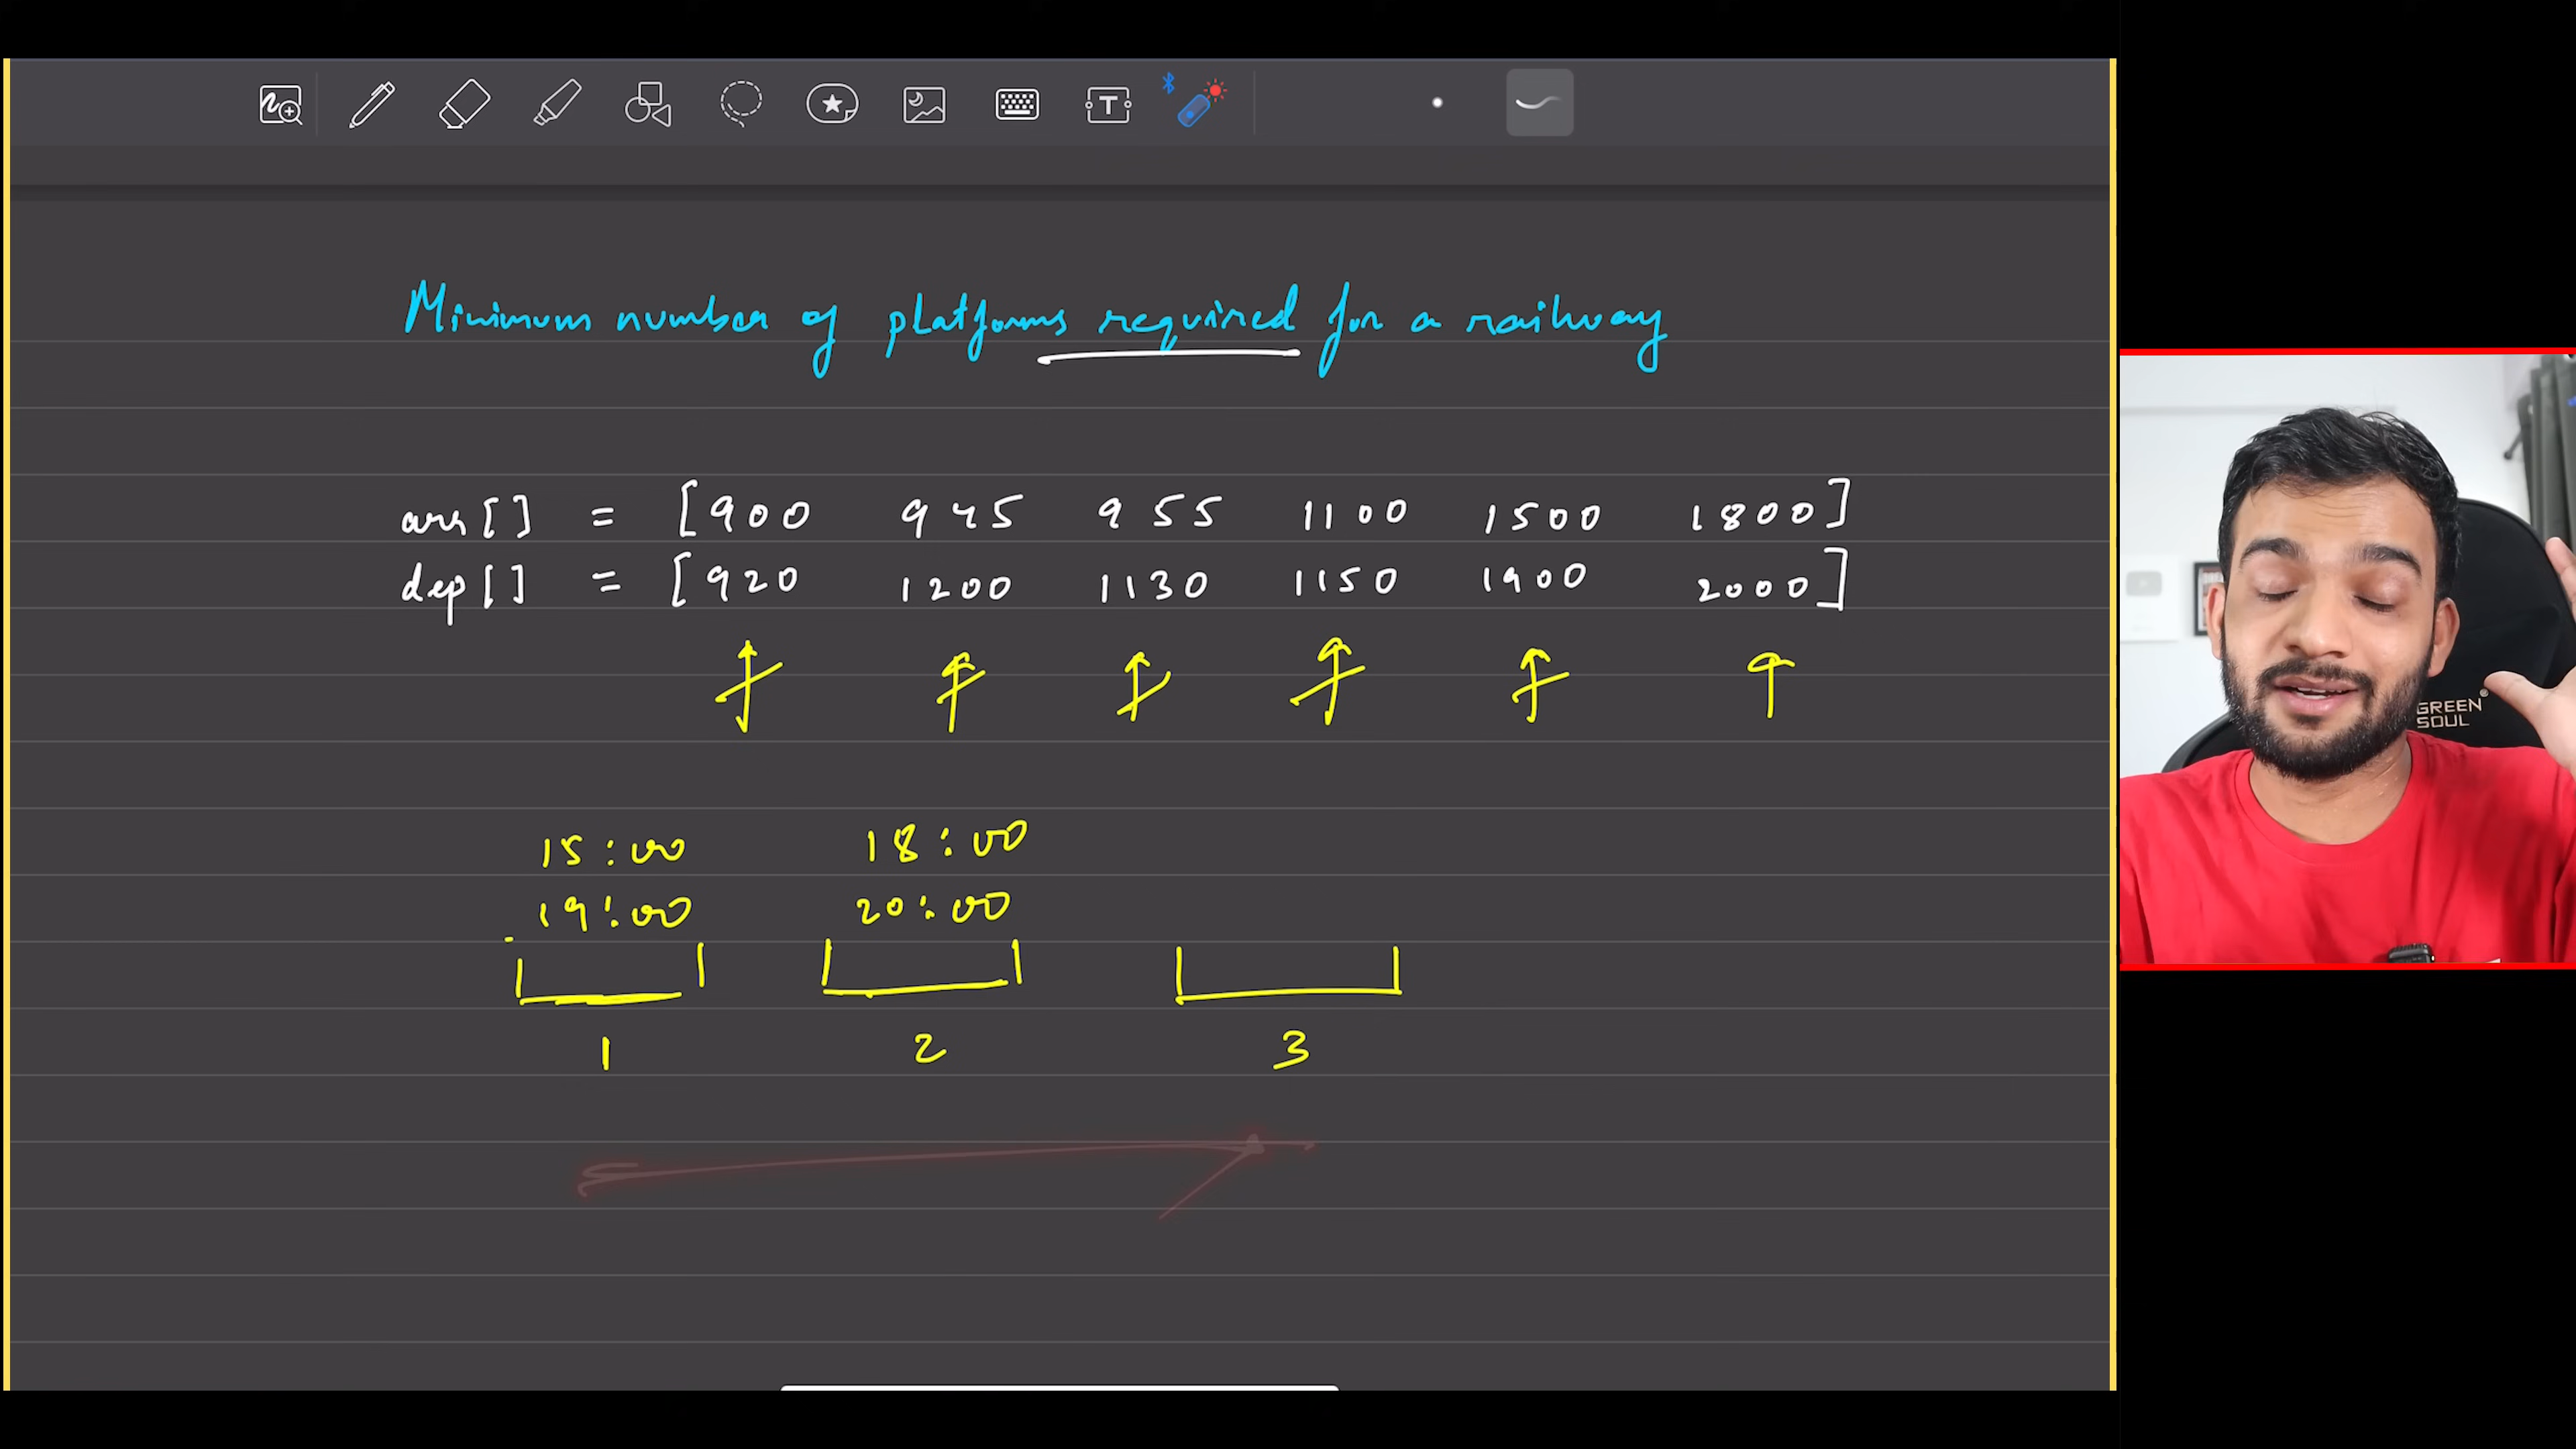 Minimum number of platforms required for a railway
arr[] = [900 945 955 1100 1500 1800]
dep[] = [920 1200 1130 1150 1900 2000]
15:00 18:00
19:00 20:00
1 2 3
GREEN SOUL